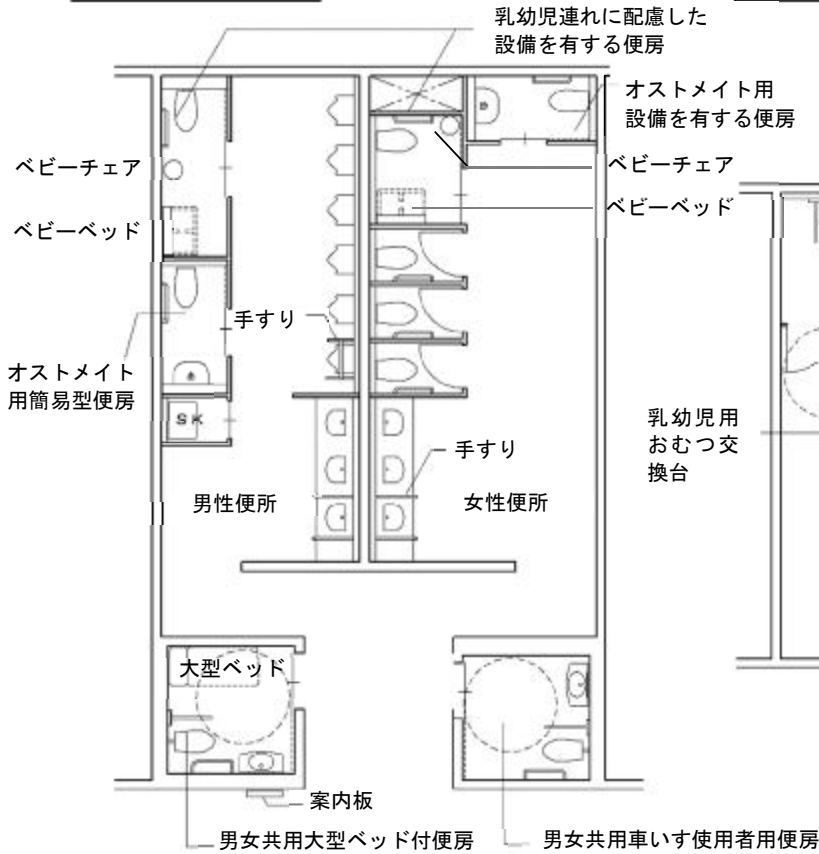 乳幼児連れに配慮した
設備を有する便房
オストメイト用
設備を有する便房
ベビーチェア
ベビーチェア
ベビーベッド
ベビーベッド
手すり
オストメイト
用簡易型便房
SK
乳幼児用
おむつ交
換台
手すり
男性便所
女性便所
大型ベッド
案内板
男女共用大型ベッド付便房
男女共用車いす使用者用便房